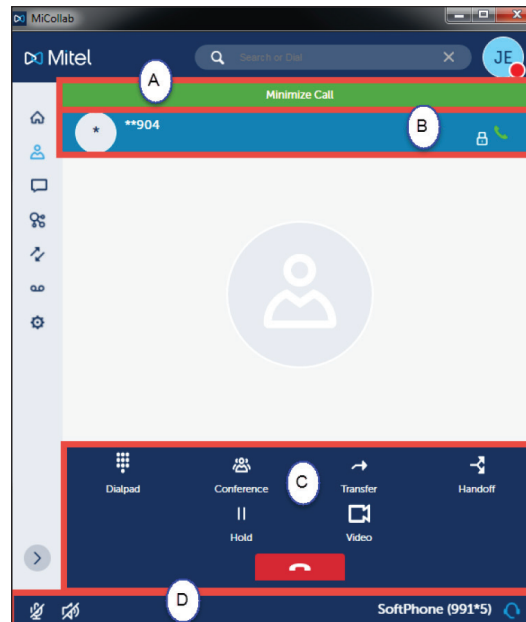 MiCollab
Mitel
Search or Dial
JE
A
Minimize Call
B
*
**904
C
Dialpad
Conference
Transfer
Handoff
Hold
Video
D
SoftPhone (991*5)